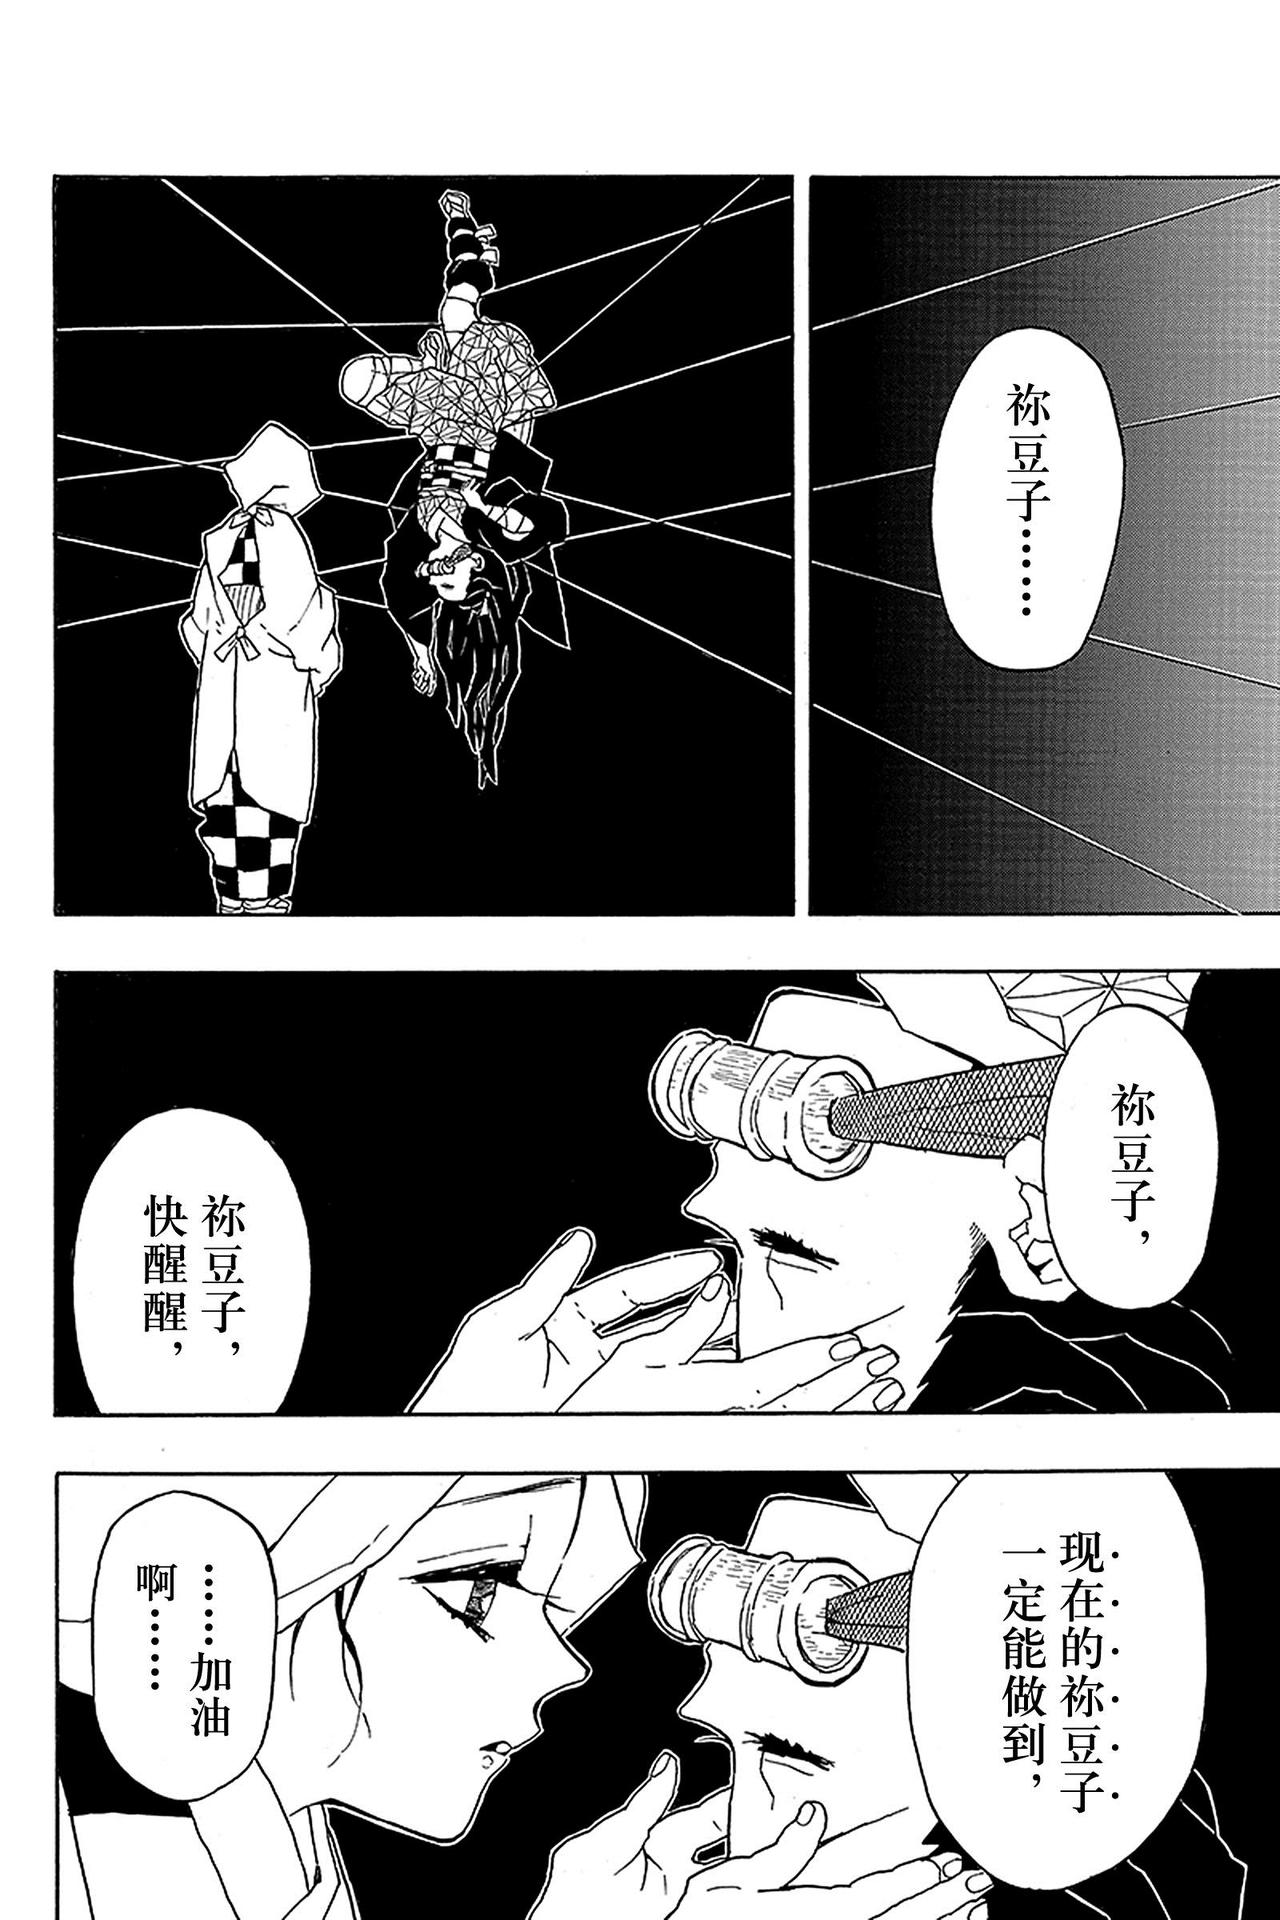 祢豆子……
祢豆子，
祢豆子，
快醒醒，
现在的祢豆子
一定能做到，
……加油
啊……